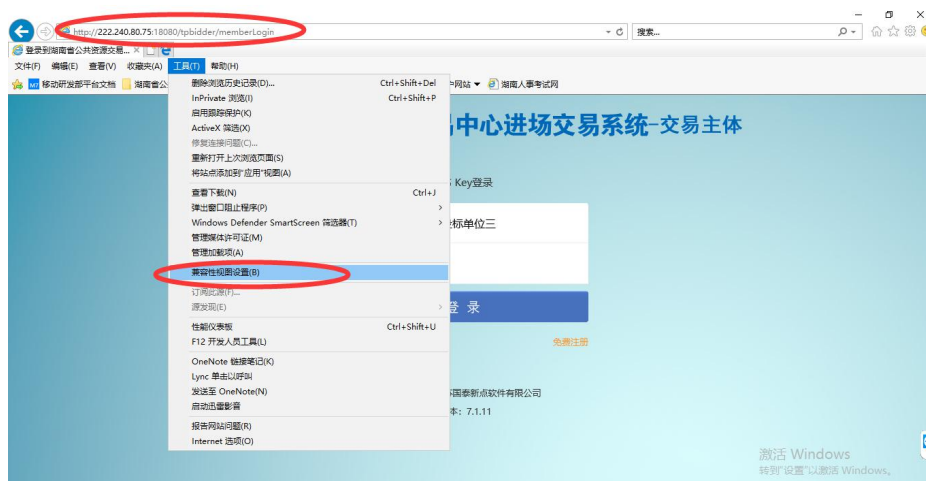 http://222.240.80.75:18080/tpbidder/memberLogin
搜索...
登录到湖南省公共资源交易...
文件(F) 编辑(E) 查看(V) 收藏夹(A) 工具(T) 帮助(H)
M7 移动研发部平台文档 湖南省公
户网站 湖南人事考试网
删除浏览历史记录(D)... Ctrl+Shift+Del
InPrivate 浏览(I) Ctrl+Shift+P
启用跟踪保护(K)
ActiveX 筛选(X)
修复连接问题(C)...
重新打开上次浏览页面(S)
将站点添加到“应用”视图(A)
查看下载(N) Ctrl+J
弹出窗口阻止程序(P)
Windows Defender SmartScreen 筛选器(T)
管理媒体许可证(M)
管理加载项(A)
兼容性视图设置(B)
订阅此源(F)...
源发现(E)
性能仪表板 Ctrl+Shift+U
F12 开发人员工具(L)
OneNote 链接笔记(K)
Lync 单击以呼叫
发送至 OneNote(N)
启动迅雷影音
报告网站问题(R)
Internet 选项(O)
中心进场交易系统-交易主体
Key登录
标单位三
登 录
免费注册
国泰新点软件有限公司
本：7.1.11
激活 Windows
转到“设置”以激活 Windows。